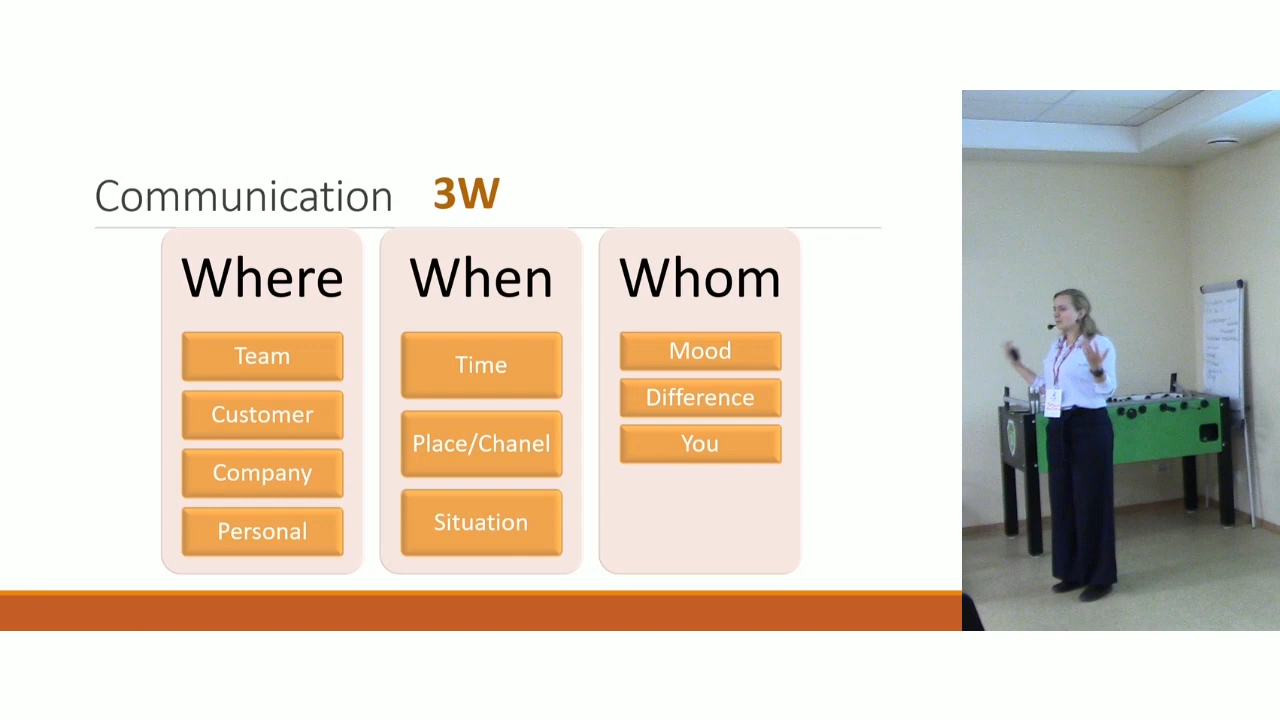 Communication 3W
Where
Team
Customer
Company
Personal
When
Time
Place/Chanel
Situation
Whom
Mood
Difference
You